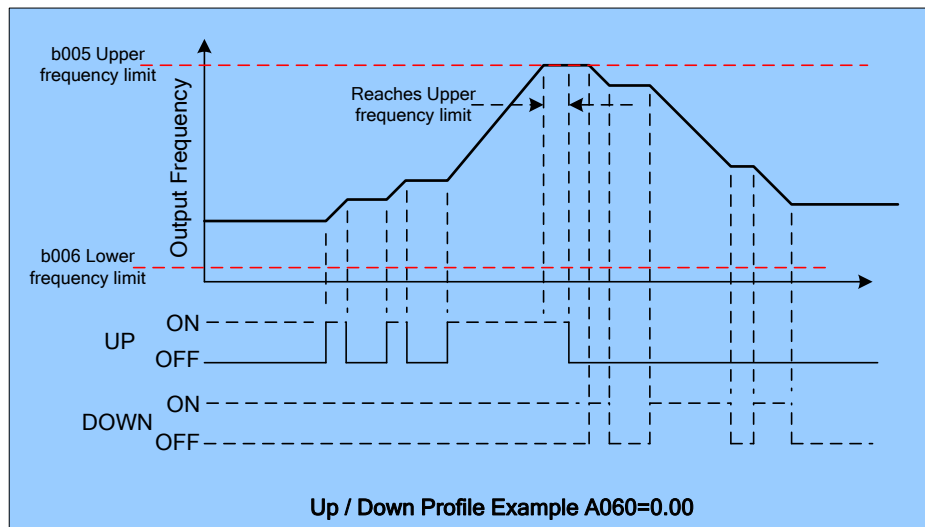 b005 Upper
frequency limit
Reaches Upper
frequency limit
Output Frequency
b006 Lower
frequency limit
UP
ON
OFF
DOWN
ON
OFF
Up / Down Profile Example A060=0.00